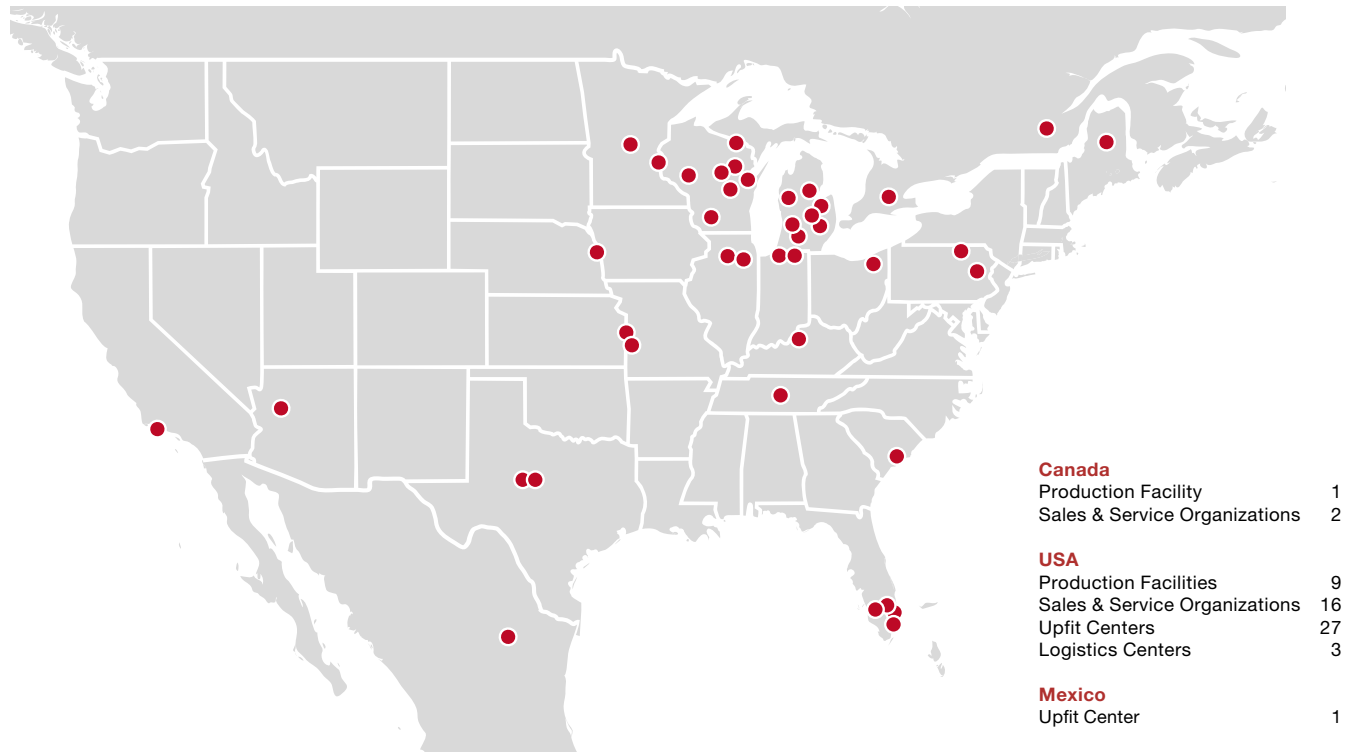 Canada
Production Facility 1
Sales & Service Organizations 2
USA
Production Facilities 9
Sales & Service Organizations 16
Upfit Centers 27
Logistics Centers 3
Mexico
Upfit Center 1